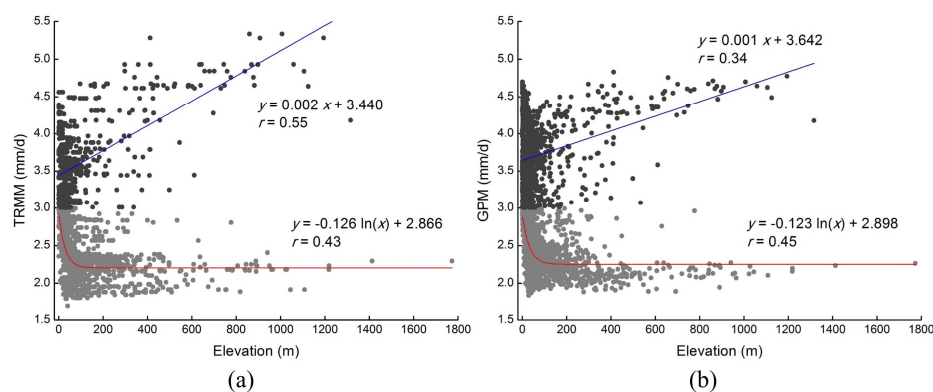 5.5
5.0
4.5
4.0
3.5
3.0
2.5
2.0
1.5
TRMM (mm/d)
y = 0.002 x + 3.440
r = 0.55
y = -0.126 ln(x) + 2.866
r = 0.43
0 200 400 600 800 1000 1200 1400 1600 1800
Elevation (m)
(a)
5.5
5.0
4.5
4.0
3.5
3.0
2.5
2.0
1.5
GPM (mm/d)
y = 0.001 x + 3.642
r = 0.34
y = -0.123 ln(x) + 2.898
r = 0.45
0 200 400 600 800 1000 1200 1400 1600 1800
Elevation (m)
(b)